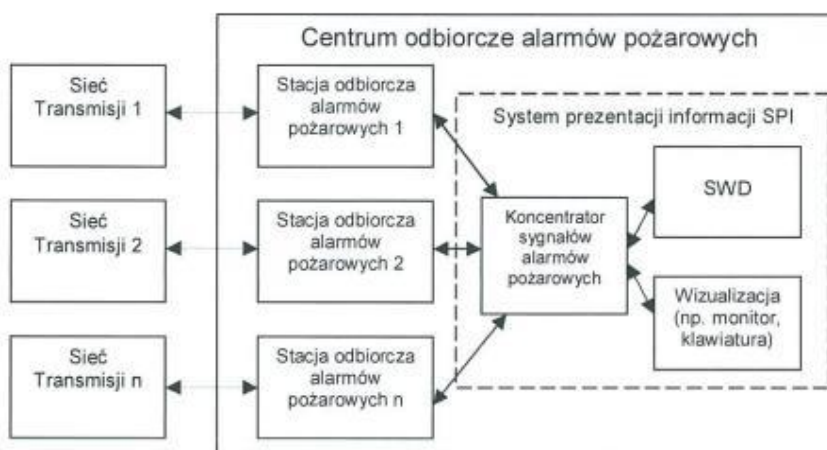 Centrum odbiorcze alarmów pożarowych
Sieć
Transmisji 1
Stacja odbiorcza
alarmów
pożarowych 1
System prezentacji informacji SPI
SWD
Sieć
Transmisji 2
Stacja odbiorcza
alarmów
pożarowych 2
Koncentrator
sygnałów
alarmów
pożarowych
Wizualizacja
(np. monitor,
klawiatura)
Sieć
Transmisji n
Stacja odbiorcza
alarmów
pożarowych n